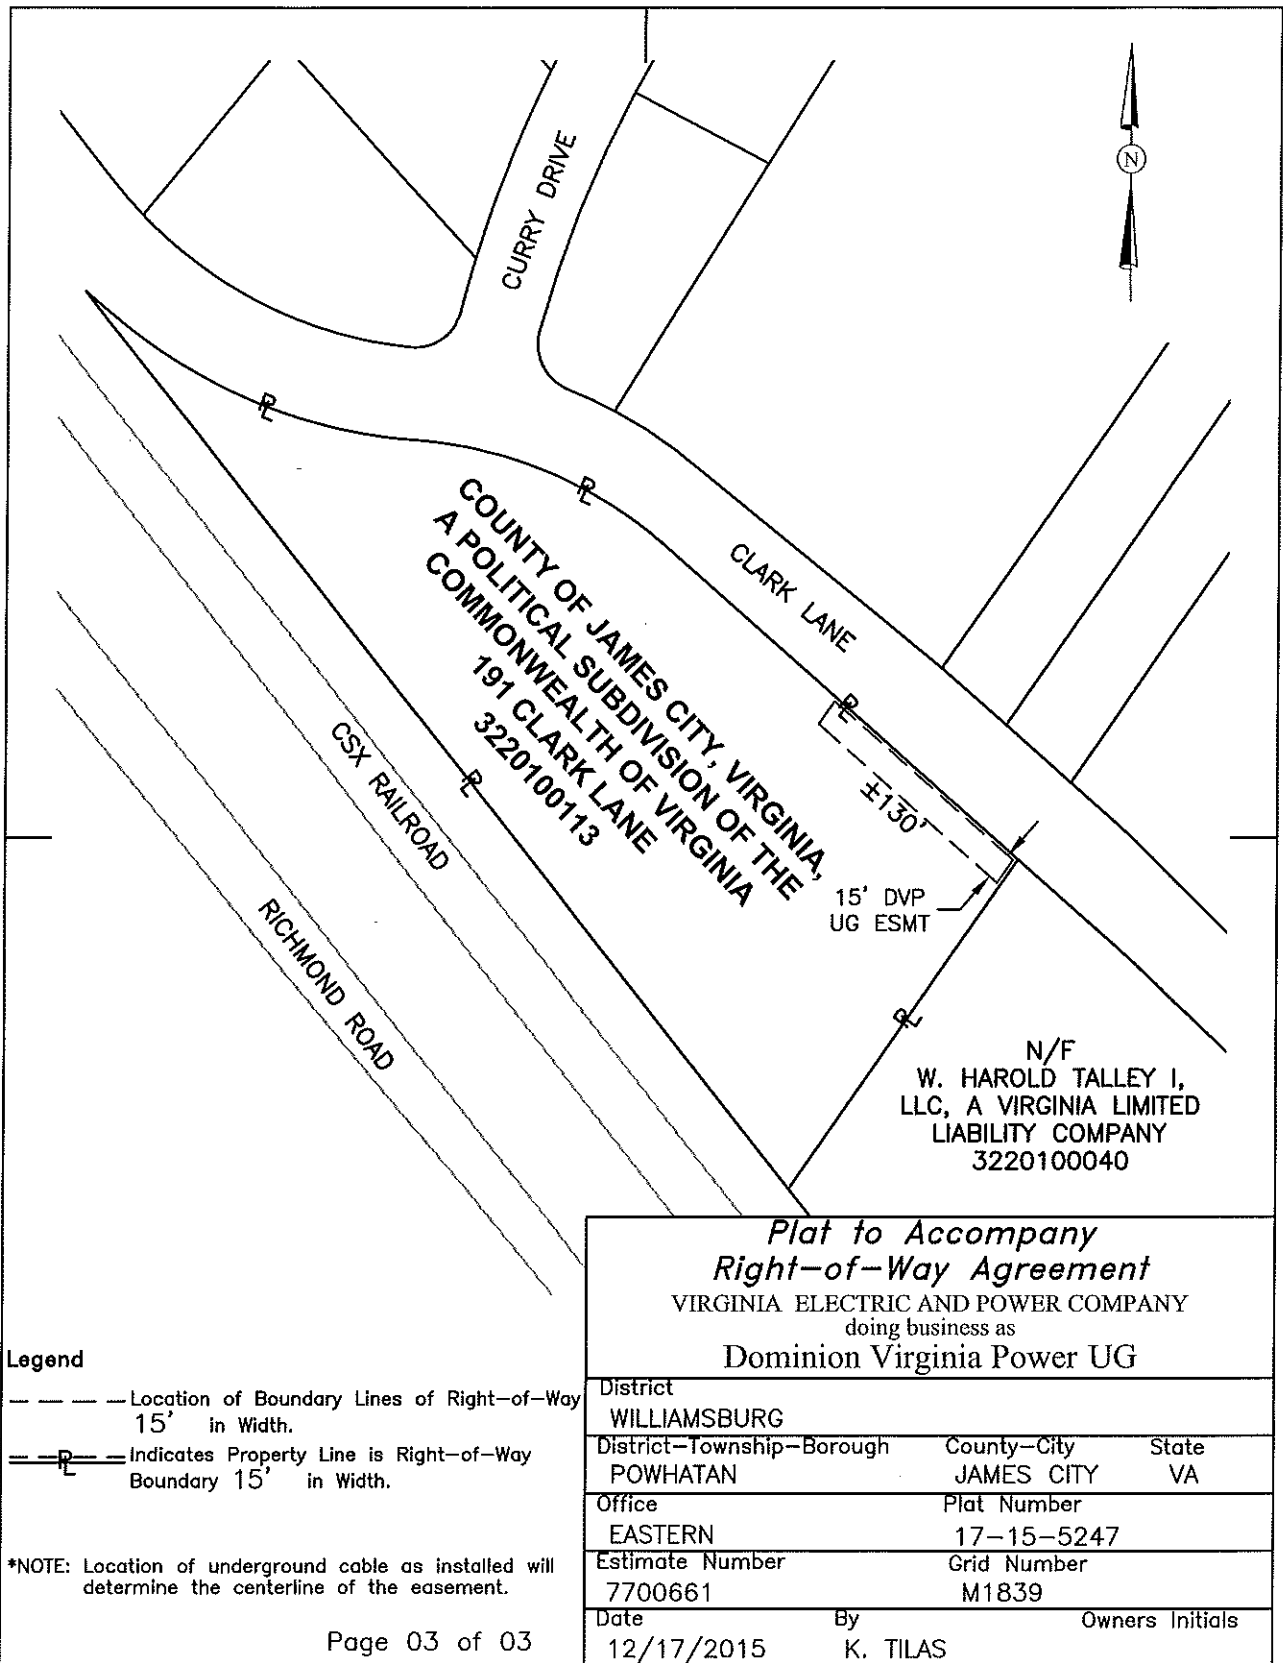 N
CURRY DRIVE
PL
PL
CLARK LANE
COUNTY OF JAMES CITY, VIRGINIA,
A POLITICAL SUBDIVISION OF THE
COMMONWEALTH OF VIRGINIA
191 CLARK LANE
3220100113
PL
PL
CSX RAILROAD
±130'
15' DVP
UG ESMT
RICHMOND ROAD
PL
N/F
W. HAROLD TALLEY I,
LLC, A VIRGINIA LIMITED
LIABILITY COMPANY
3220100040
Plat to Accompany
Right-of-Way Agreement
VIRGINIA ELECTRIC AND POWER COMPANY
doing business as
Dominion Virginia Power UG
Legend
Location of Boundary Lines of Right-of-Way
15' in Width.
PL Indicates Property Line is Right-of-Way
Boundary 15' in Width.
*NOTE: Location of underground cable as installed will
determine the centerline of the easement.
Page 03 of 03
District
WILLIAMSBURG
District-Township-Borough County-City State
POWHATAN JAMES CITY VA
Office Plat Number
EASTERN 17-15-5247
Estimate Number Grid Number
7700661 M1839
Date By Owners Initials
12/17/2015 K. TILAS